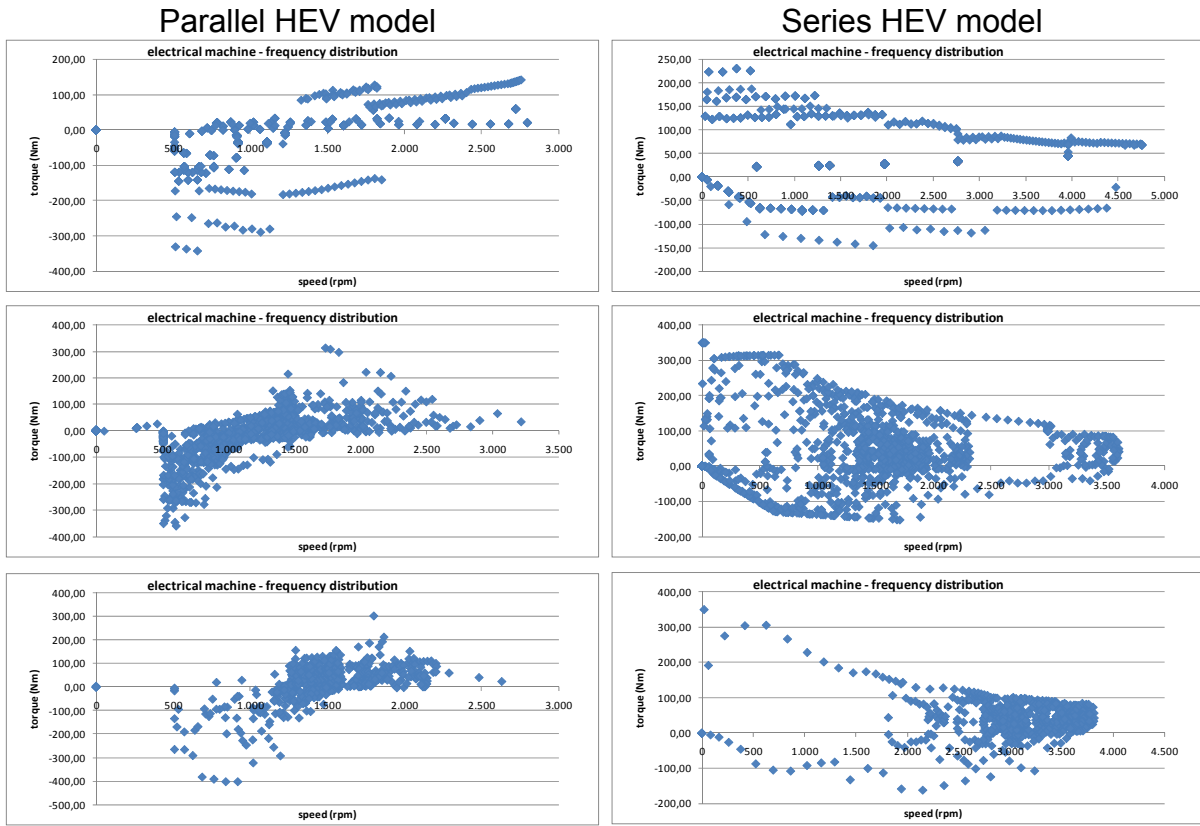 Parallel HEV model
Series HEV model
electrical machine - frequency distribution
200,00
100,00
0,00
-100,00
-200,00
-300,00
-400,00
0 500 1.000 1.500 2.000 2.500 3.000
torque (Nm)
speed (rpm)
electrical machine - frequency distribution
250,00
200,00
150,00
100,00
50,00
0,00
-50,00
-100,00
-150,00
-200,00
0 500 1.000 1.500 2.000 2.500 3.000 3.500 4.000 4.500 5.000
torque (Nm)
speed (rpm)
electrical machine - frequency distribution
400,00
300,00
200,00
100,00
0,00
-100,00
-200,00
-300,00
-400,00
0 500 1.000 1.500 2.000 2.500 3.000 3.500
torque (Nm)
speed (rpm)
electrical machine - frequency distribution
400,00
300,00
200,00
100,00
0,00
-100,00
-200,00
0 500 1.000 1.500 2.000 2.500 3.000 3.500 4.000
torque (Nm)
speed (rpm)
electrical machine - frequency distribution
400,00
300,00
200,00
100,00
0,00
-100,00
-200,00
-300,00
-400,00
-500,00
0 500 1.000 1.500 2.000 2.500 3.000
torque (Nm)
speed (rpm)
electrical machine - frequency distribution
400,00
300,00
200,00
100,00
0,00
-100,00
-200,00
0 500 1.000 1.500 2.000 2.500 3.000 3.500 4.000 4.500
torque (Nm)
speed (rpm)